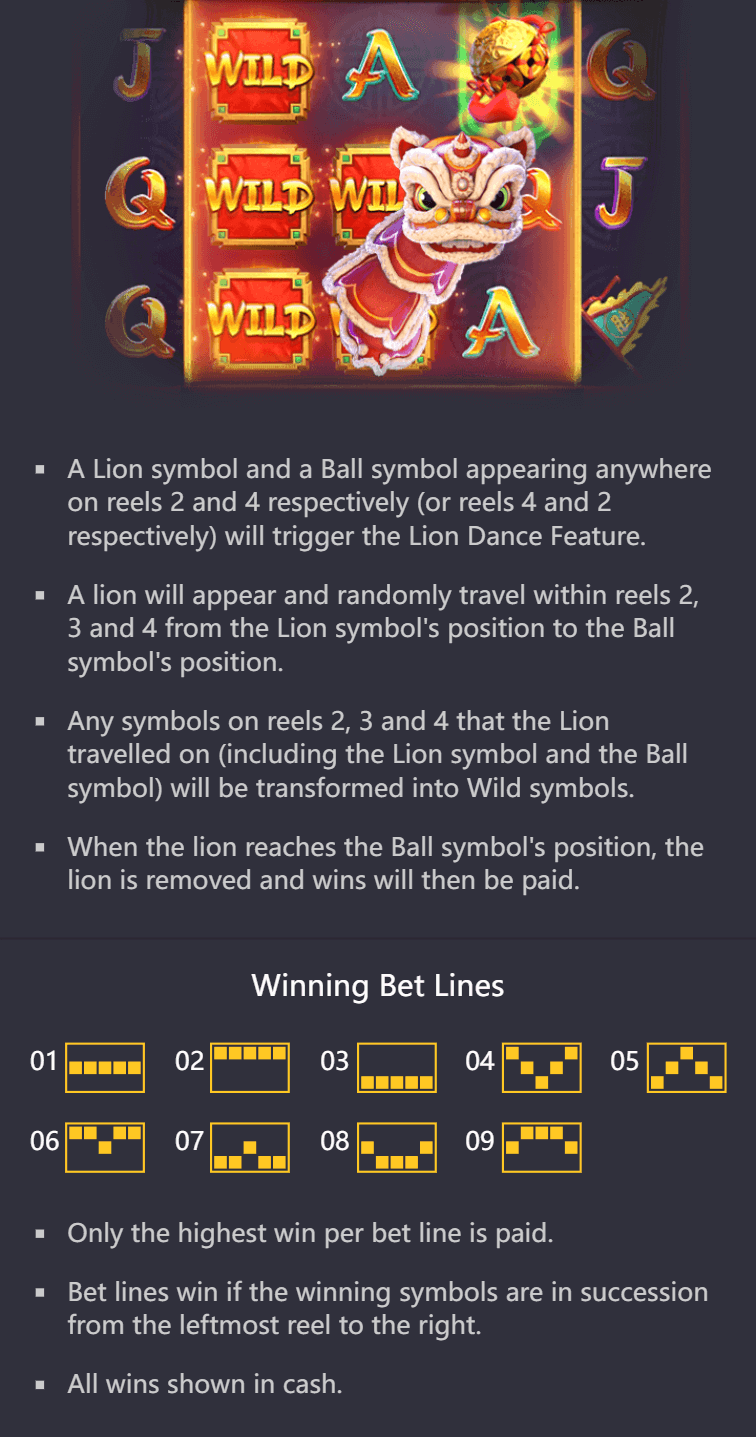 J WILD A Q
Q WILD WIL Q J
Q WILD A
▪ A Lion symbol and a Ball symbol appearing anywhere
on reels 2 and 4 respectively (or reels 4 and 2
respectively) will trigger the Lion Dance Feature.
▪ A lion will appear and randomly travel within reels 2,
3 and 4 from the Lion symbol's position to the Ball
symbol's position.
▪ Any symbols on reels 2, 3 and 4 that the Lion
travelled on (including the Lion symbol and the Ball
symbol) will be transformed into Wild symbols.
▪ When the lion reaches the Ball symbol's position, the
lion is removed and wins will then be paid.
Winning Bet Lines
01 02 03 04 05
06 07 08 09
▪ Only the highest win per bet line is paid.
▪ Bet lines win if the winning symbols are in succession
from the leftmost reel to the right.
▪ All wins shown in cash.